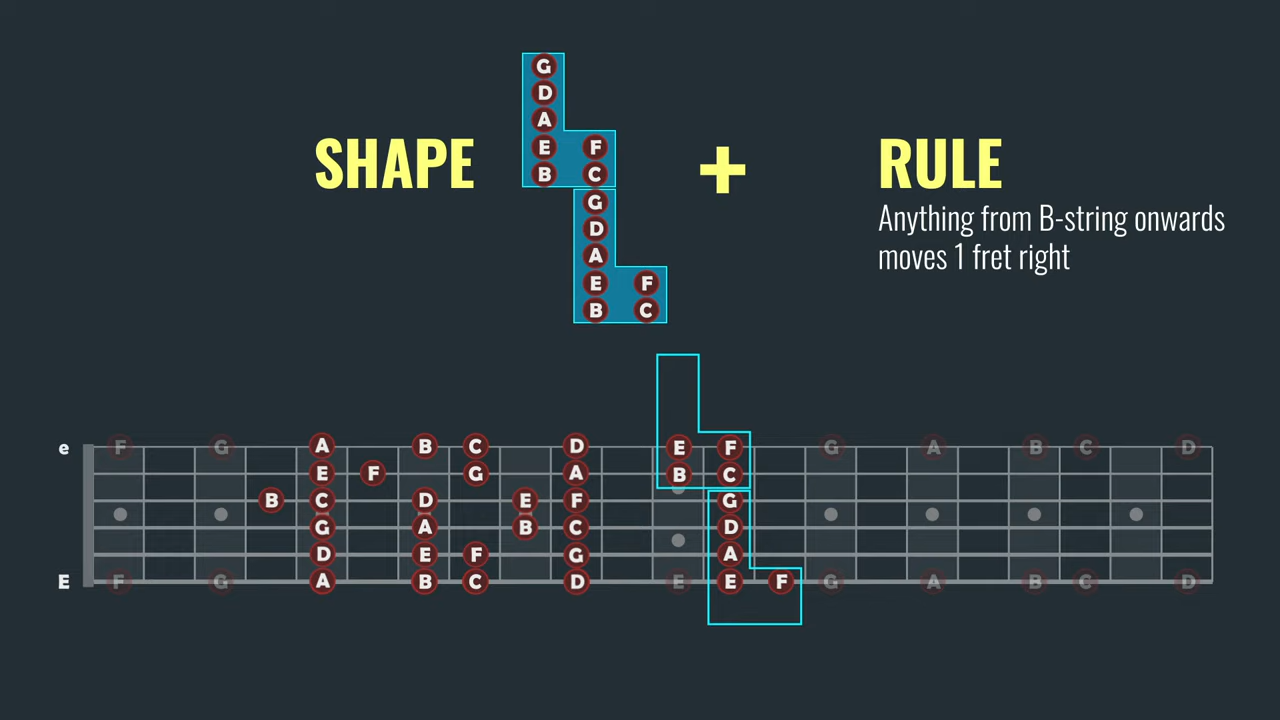 G
D
A
SHAPE E F + RULE
B C
G Anything from B-string onwards
D
A moves 1 fret right
E F
B C
e F G A B C D E F G A B C D
E F G A B C
B C D E F G
G A B C D
D E F G A
E F G A B C D E E F G A B C D